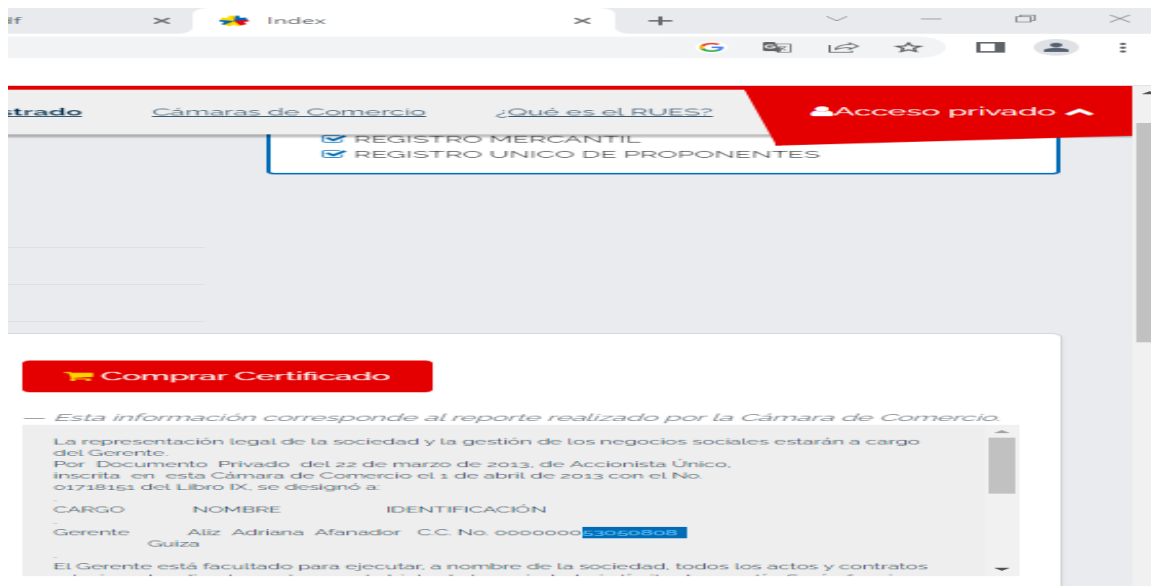 if
Index
strado Cámaras de Comercio ¿Qué es el RUES? Acceso privado
REGISTRO MERCANTIL
REGISTRO UNICO DE PROPONENTES
Comprar Certificado
— Esta información corresponde al reporte realizado por la Cámara de Comercio.
La representación legal de la sociedad y la gestión de los negocios sociales estarán a cargo
del Gerente.
Por Documento Privado del 22 de marzo de 2013, de Accionista Único,
inscrita en esta Cámara de Comercio el 1 de abril de 2013 con el No.
01718151 del Libro IX, se designó a:
CARGO NOMBRE IDENTIFICACIÓN
Gerente Aliz Adriana Afanador C.C. No. 000000053050808
Guiza
El Gerente está facultado para ejecutar, a nombre de la sociedad, todos los actos y contratos